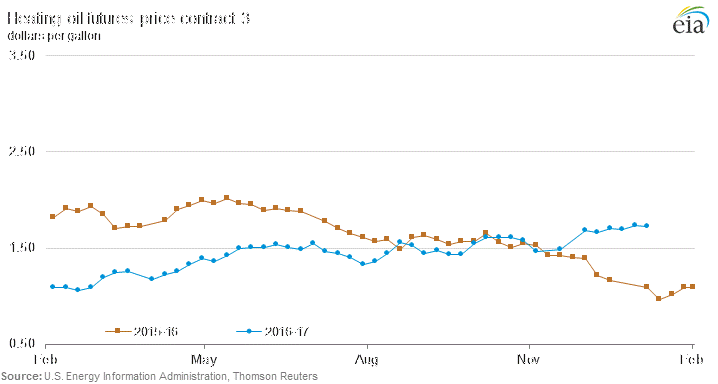 Heating oil futures price contract 3
dollars per gallon
eia
3.50
2.50
1.50
0.50
2015-16
2016-17
Feb
May
Aug
Nov
Feb
Source: U.S. Energy Information Administration, Thomson Reuters